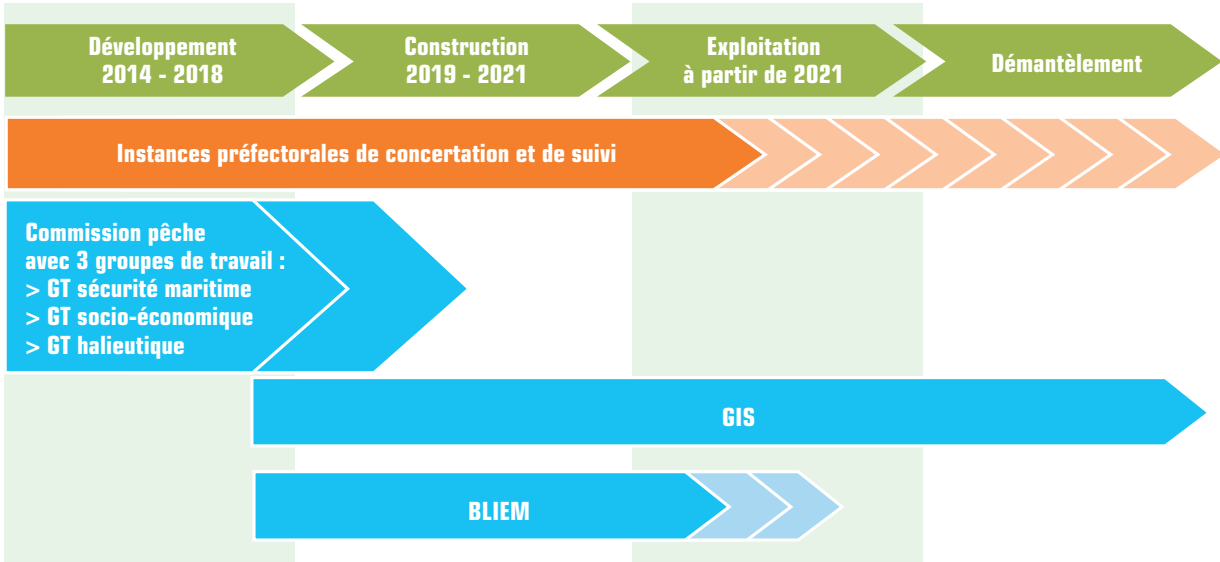 Développement
2014 - 2018
Construction
2019 - 2021
Exploitation
à partir de 2021
Démantèlement
Instances préfectorales de concertation et de suivi
Commission pêche
avec 3 groupes de travail :
> GT sécurité maritime
> GT socio-économique
> GT halieutique
GIS
BLIEM